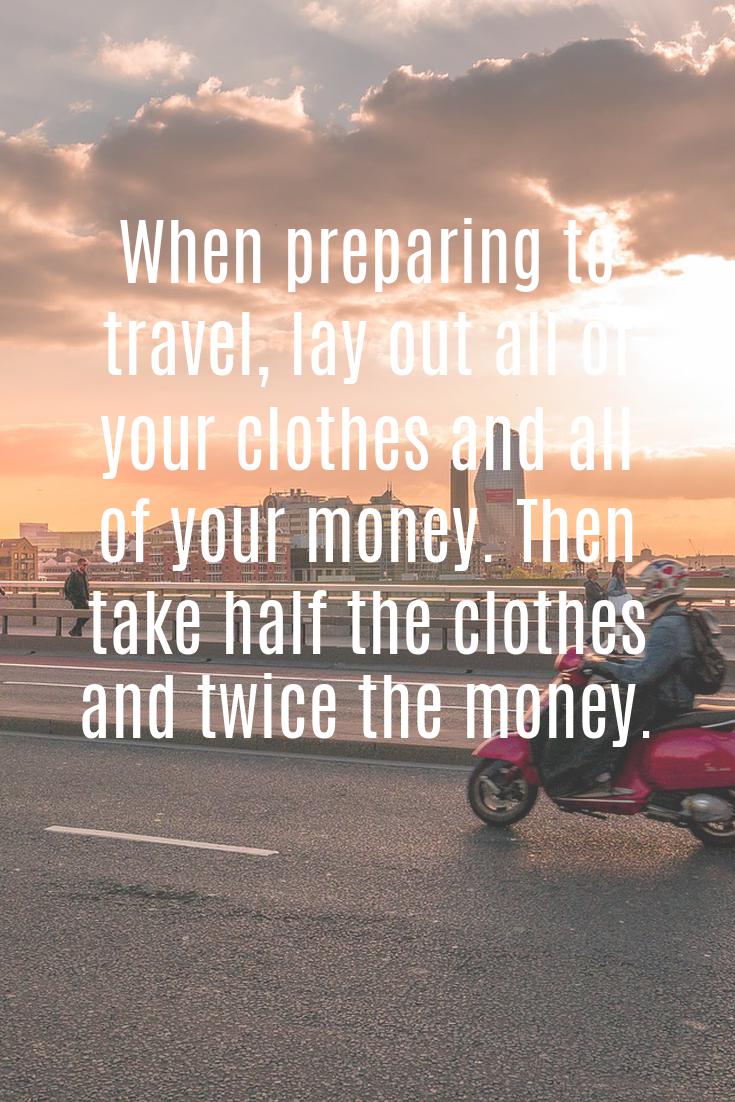 When preparing to
travel, lay out all of
your clothes and all
of your money. Then
take half the clothes
and twice the money.